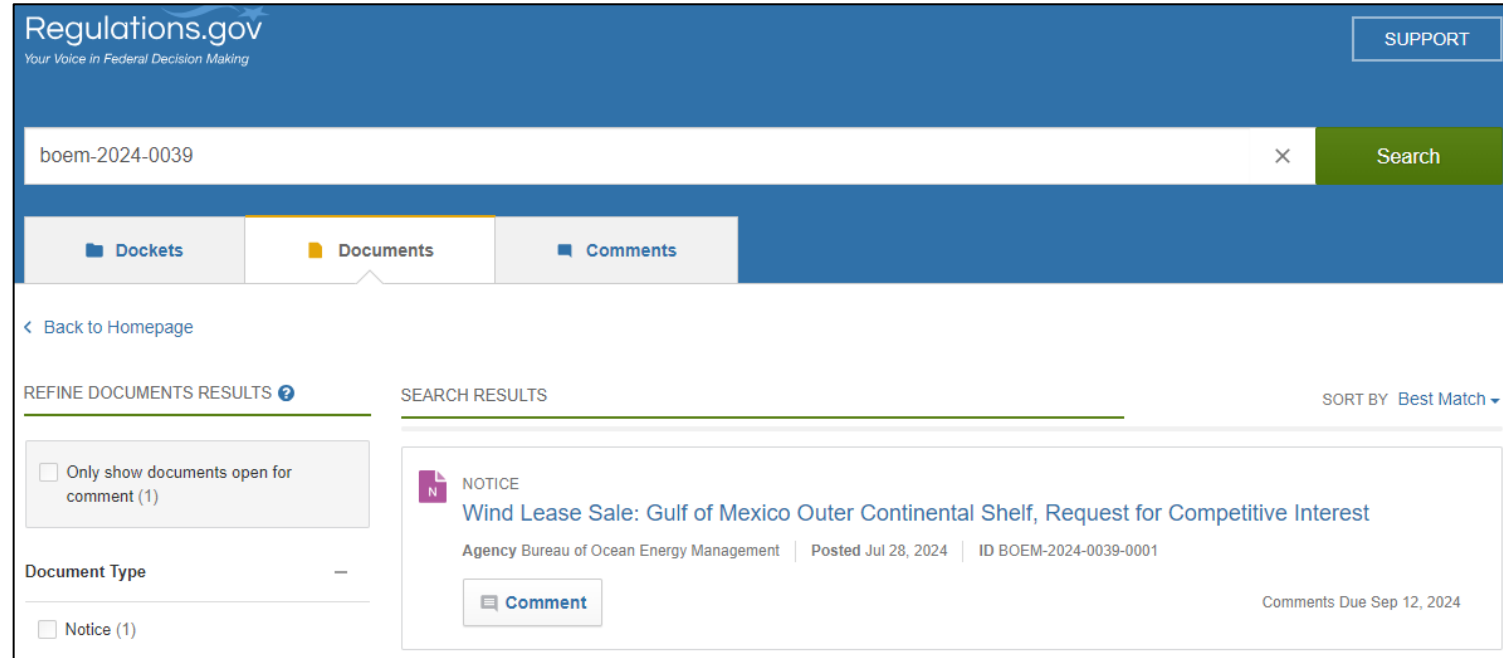 Regulations.gov
Your Voice in Federal Decision Making
SUPPORT
boem-2024-0039
×
Search
Dockets
Documents
Comments
< Back to Homepage
REFINE DOCUMENTS RESULTS ?
SEARCH RESULTS
SORT BY Best Match
Only show documents open for
comment (1)
N
NOTICE
Wind Lease Sale: Gulf of Mexico Outer Continental Shelf, Request for Competitive Interest
Agency Bureau of Ocean Energy Management | Posted Jul 28, 2024 | ID BOEM-2024-0039-0001
Document Type –
Comment
Comments Due Sep 12, 2024
Notice (1)